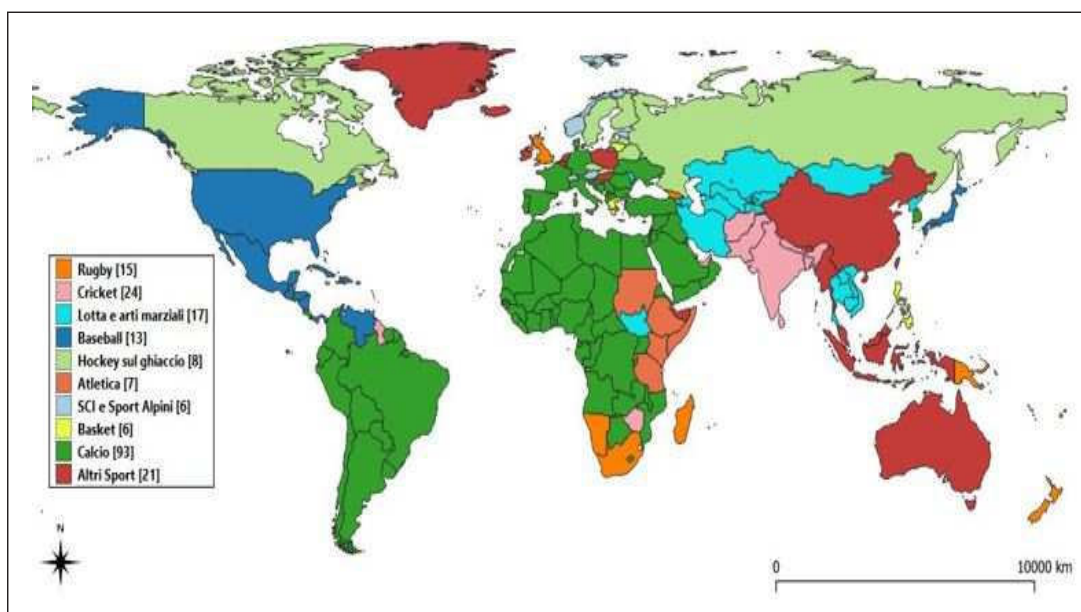 Rugby [15]
Cricket [24]
Lotta e arti marziali [17]
Baseball [13]
Hockey sul ghiaccio [8]
Atletica [7]
SCI e Sport Alpini [6]
Basket [6]
Calcio [93]
Altri Sport [21]
N
0 10000 km